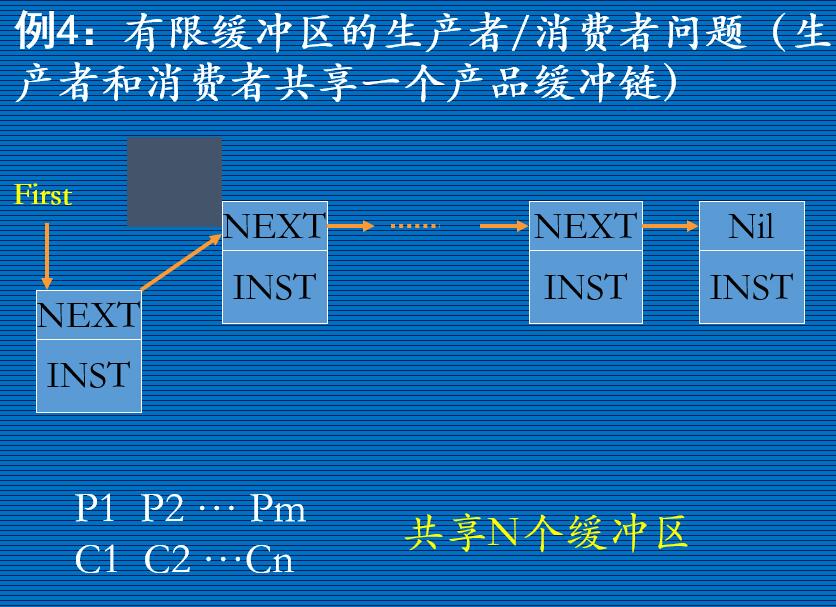 例4：有限缓冲区的生产者/消费者问题（生
产者和消费者共享一个产品缓冲链）
First
NEXT
INST
NEXT
INST
NEXT
INST
Nil
INST
P1 P2 … Pm
C1 C2 …Cn
共享N个缓冲区